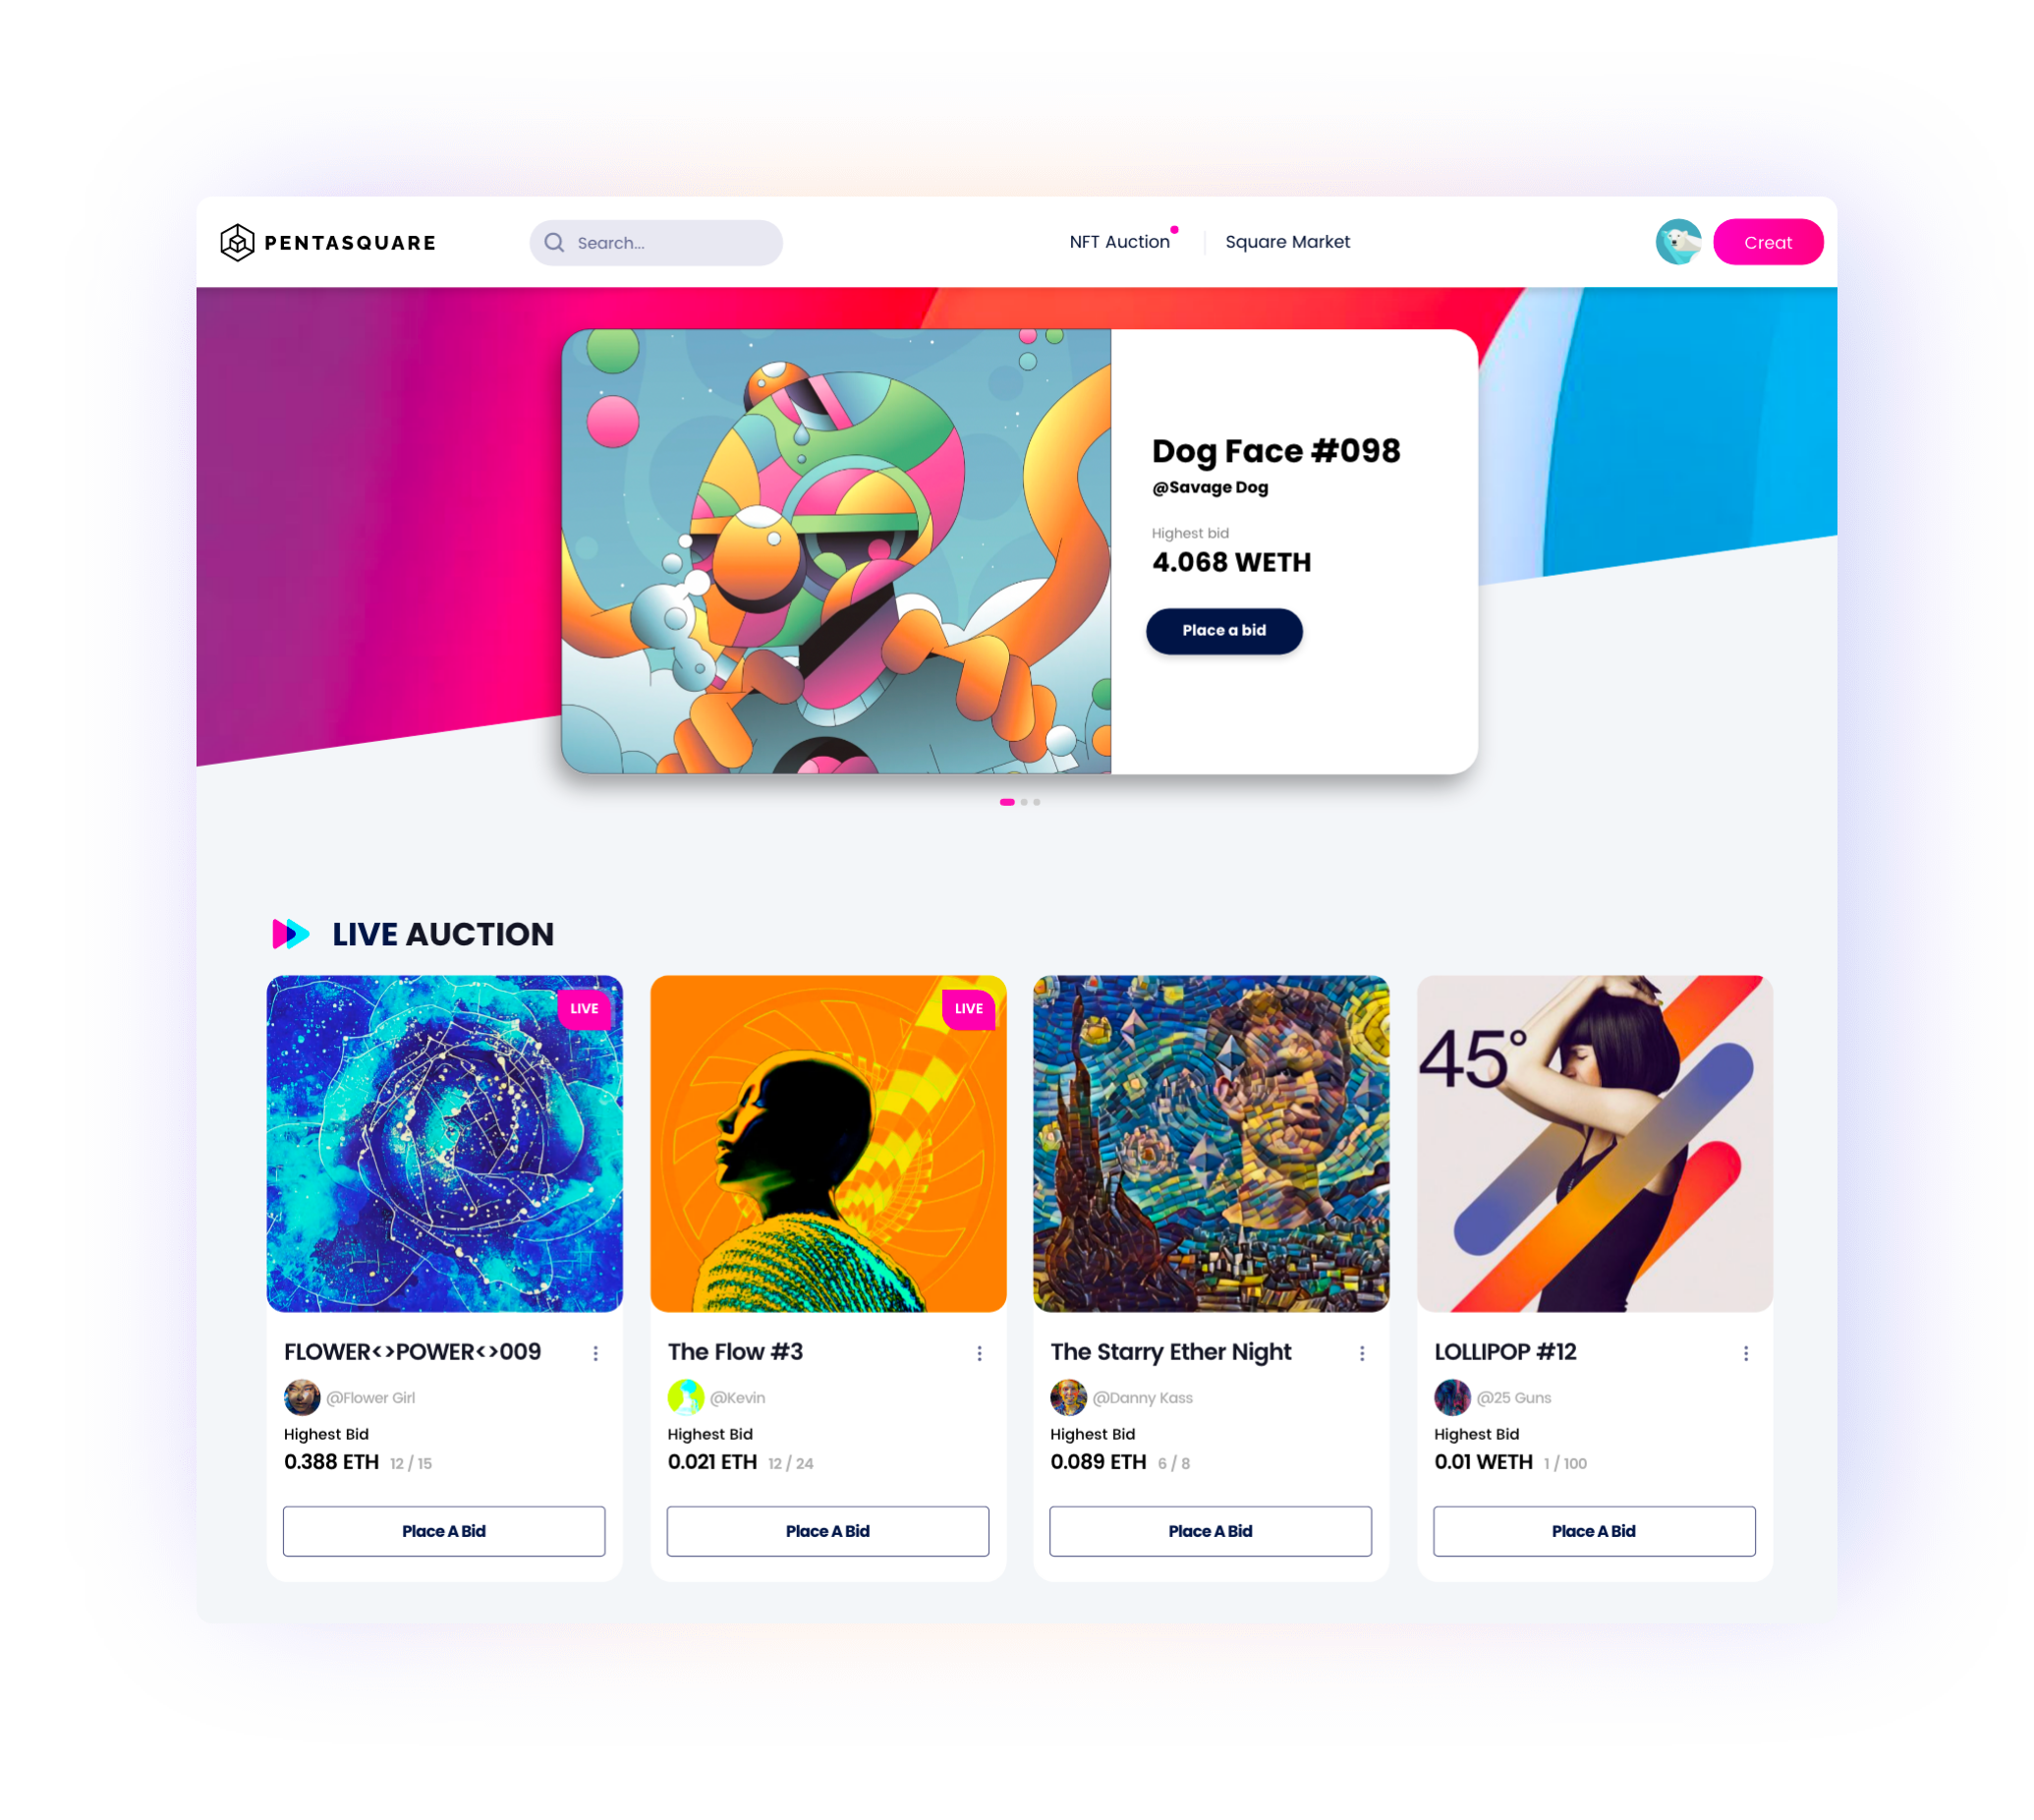 PENTASQUARE
Search...
NFT Auction
Square Market
Creat
Dog Face #098
@Savage Dog
Highest bid
4.068 WETH
Place a bid
LIVE AUCTION
LIVE
LIVE
45°
FLOWER<>POWER<>009
@Flower Girl
Highest Bid
0.388 ETH 12 / 15
Place A Bid
The Flow #3
@Kevin
Highest Bid
0.021 ETH 12 / 24
Place A Bid
The Starry Ether Night
@Danny Kass
Highest Bid
0.089 ETH 6 / 8
Place A Bid
LOLLIPOP #12
@25 Guns
Highest Bid
0.01 WETH 1 / 100
Place A Bid